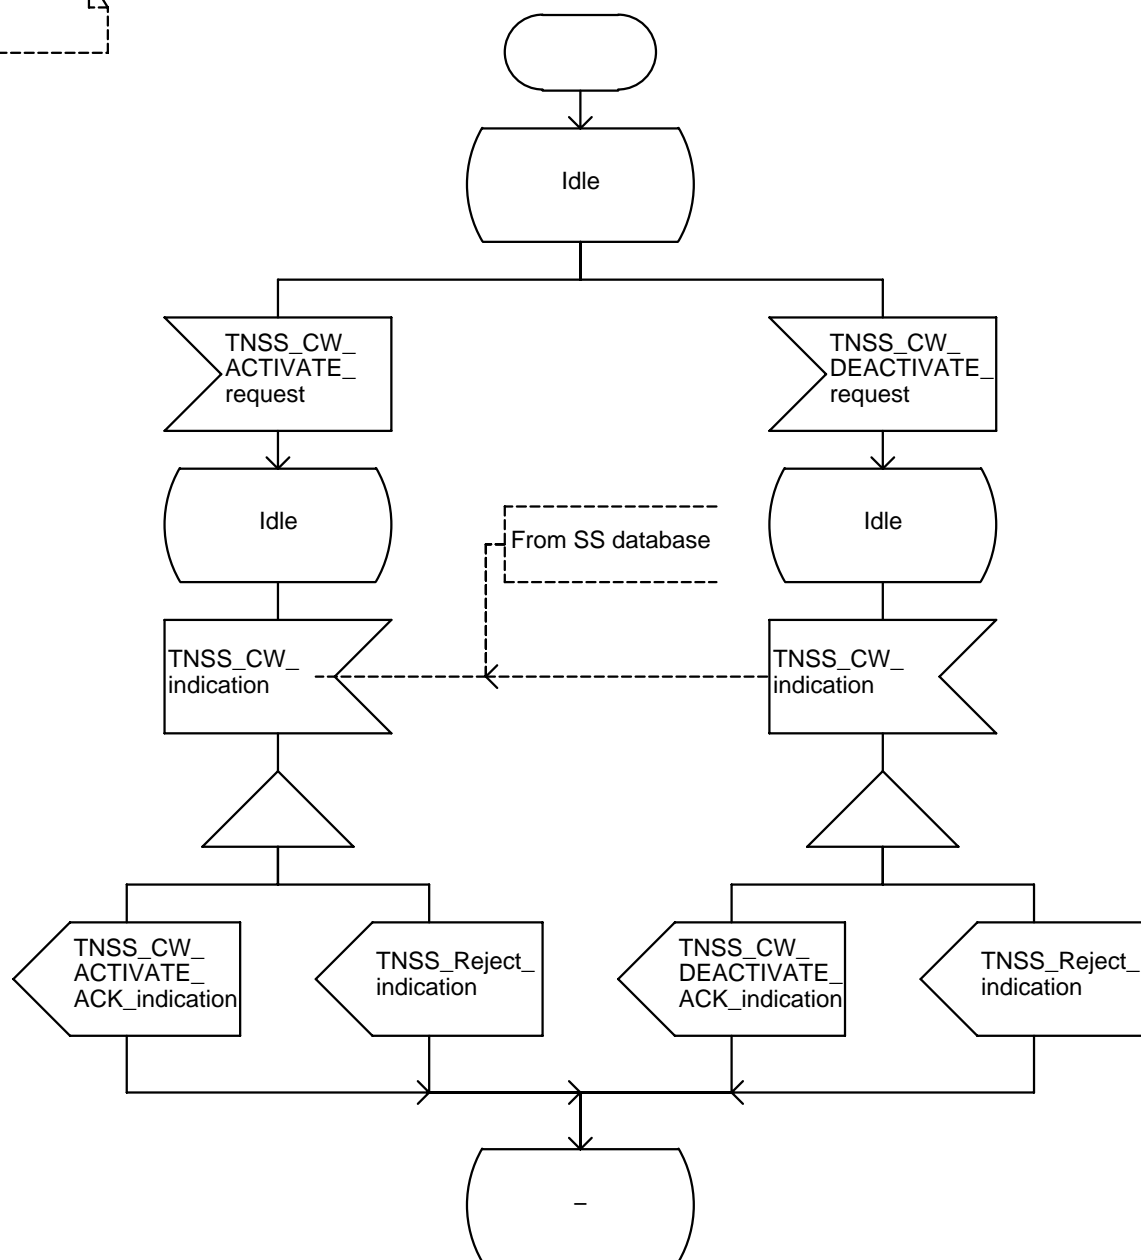 Idle
TNSS_CW_
ACTIVATE_
request
TNSS_CW_
DEACTIVATE_
request
Idle
From SS database
Idle
TNSS_CW_
indication
TNSS_CW_
indication
TNSS_CW_
ACTIVATE_
ACK_indication
TNSS_Reject_
indication
TNSS_CW_
DEACTIVATE_
ACK_indication
TNSS_Reject_
indication
–